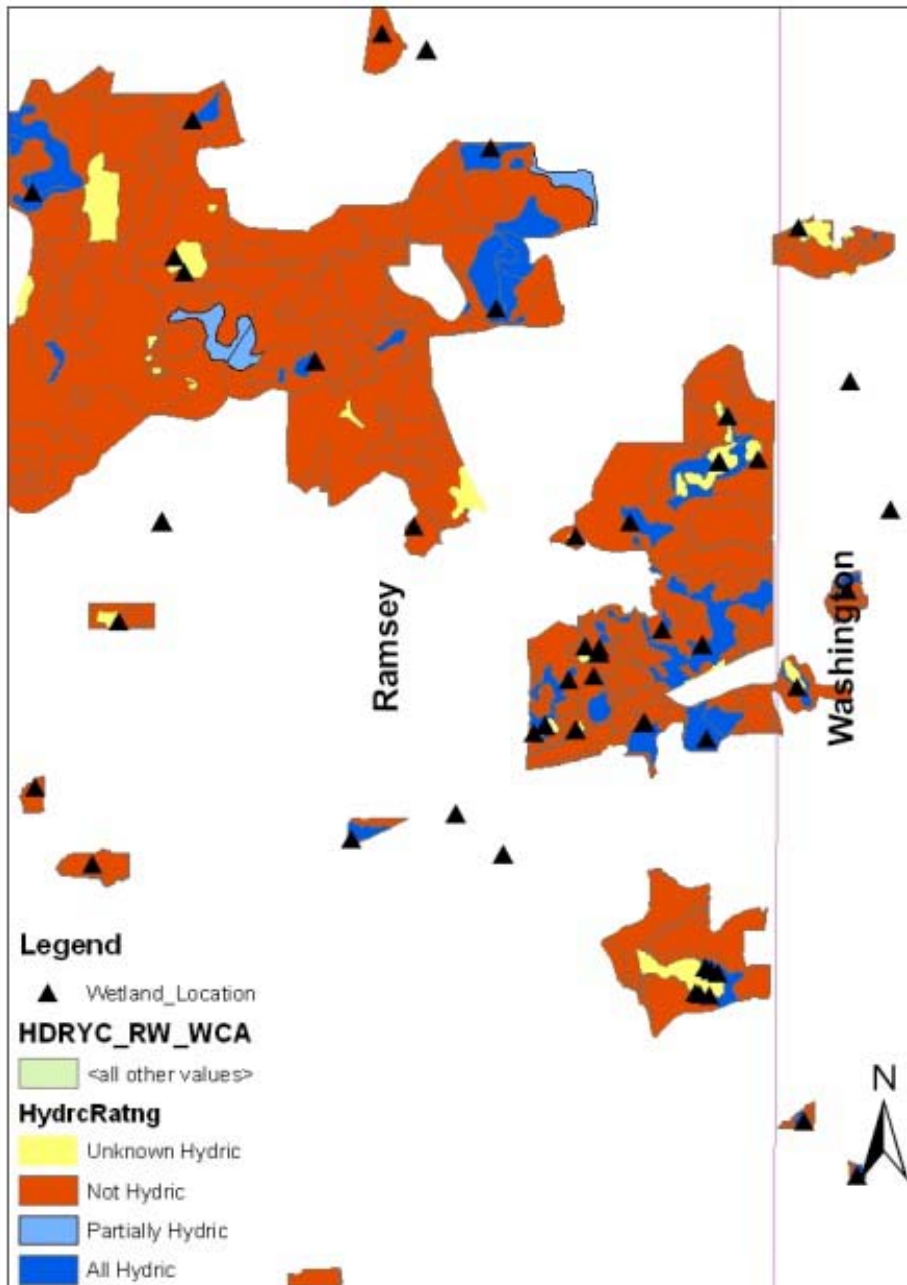 Ramsey
Washington
Legend
Wetland_Location
HDRYC_RW_WCA
<all other values>
HydrcRatng
Unknown Hydric
Not Hydric
Partially Hydric
All Hydric
N